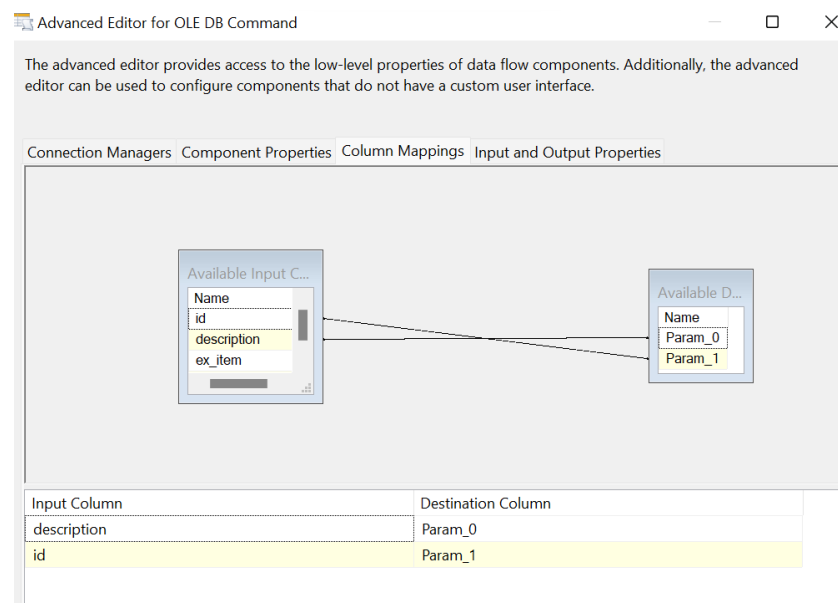 Advanced Editor for OLE DB Command
The advanced editor provides access to the low-level properties of data flow components. Additionally, the advanced
editor can be used to configure components that do not have a custom user interface.
Connection Managers Component Properties Column Mappings Input and Output Properties
Available Input C...
Name
id
description
ex_item
Available D...
Name
Param_0
Param_1
Input Column Destination Column
description Param_0
id Param_1